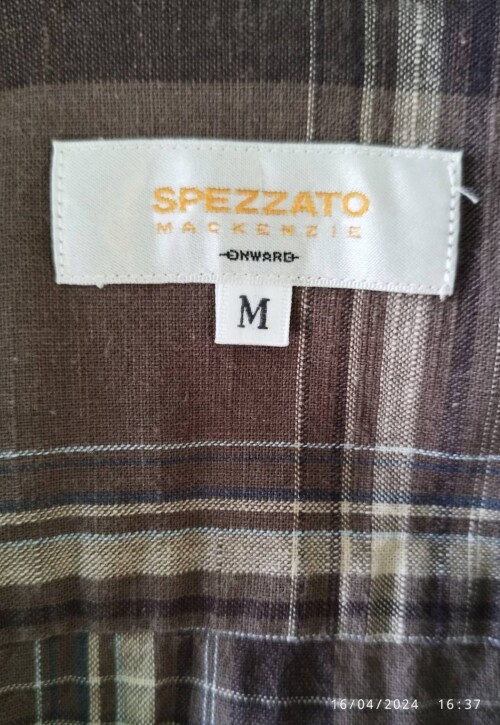 SPEZZATO
MACKENZIE
ONWARD
M
16/04/2024 16:37